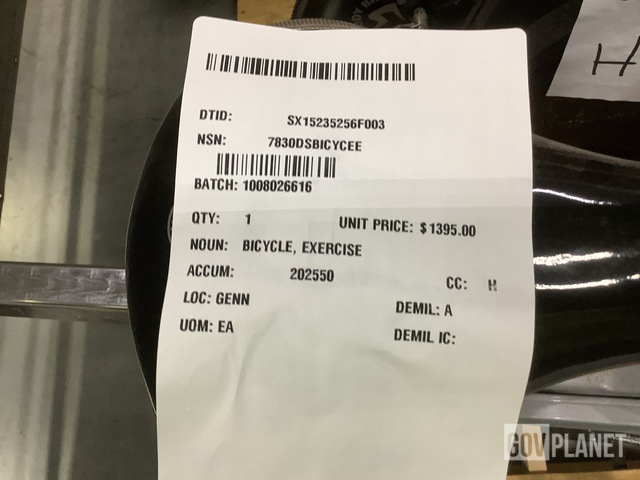 DTID: SX15235256F003
NSN: 7830DSBICYCEE
BATCH: 1008026616
QTY: 1 UNIT PRICE: $1395.00
NOUN: BICYCLE, EXERCISE
ACCUM: 202550 CC: H
LOC: GENN DEMIL: A
UOM: EA DEMIL IC:
H
GOVPLANET